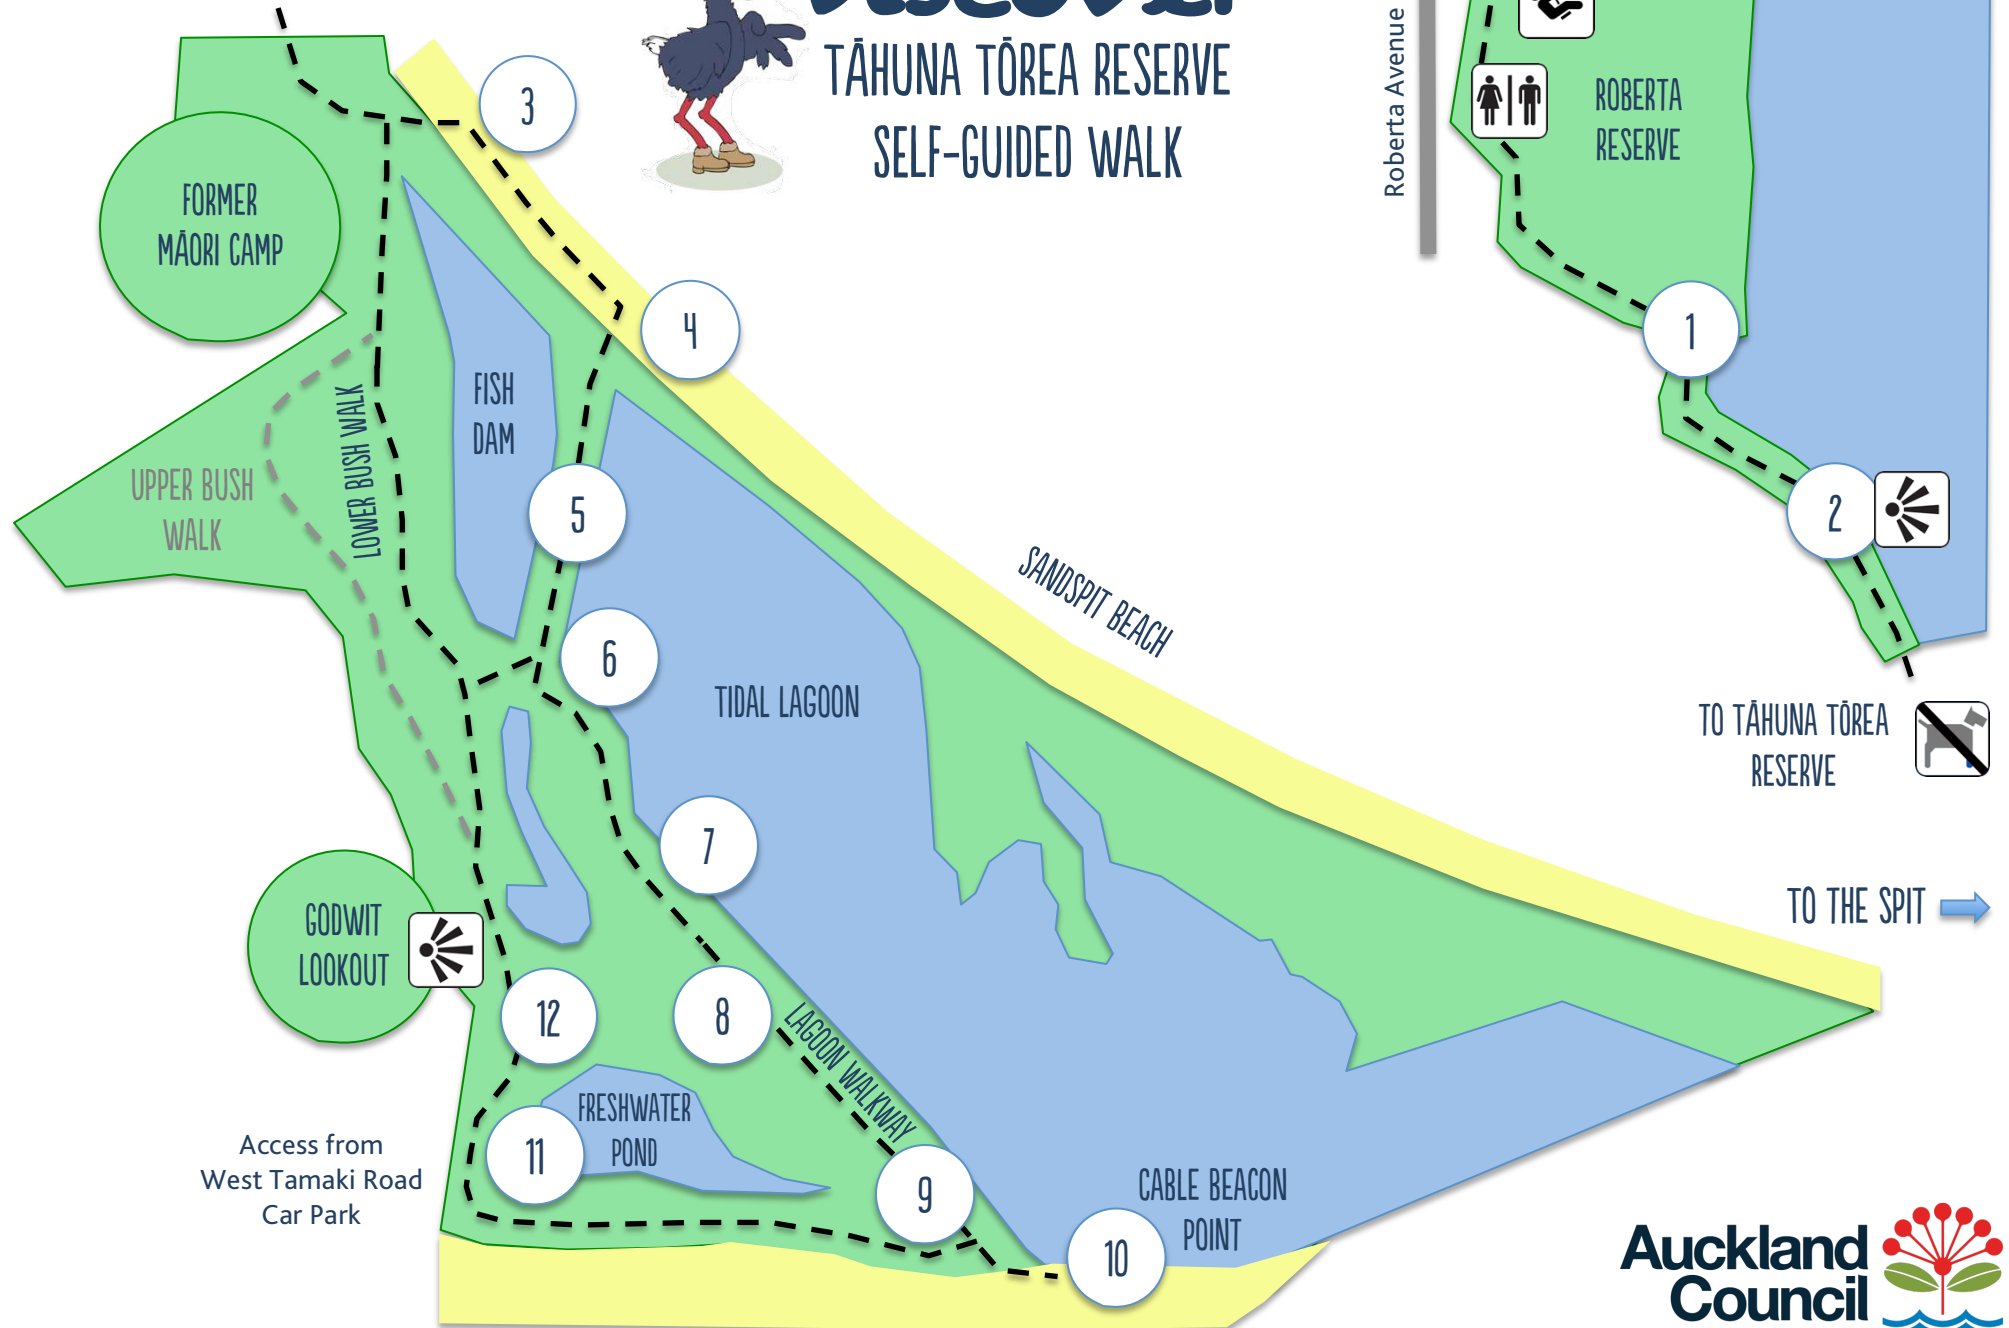 Discover
TĀHUNA TŌREA RESERVE
SELF-GUIDED WALK
Roberta Avenue
ROBERTA
RESERVE
3
FORMER
MĀORI CAMP
4
1
FISH
DAM
LOWER BUSH WALK
UPPER BUSH
WALK
5
2
SANDSPIT BEACH
6
TIDAL LAGOON
TO TĀHUNA TŌREA
RESERVE
7
TO THE SPIT
GODWIT
LOOKOUT
12
8
LAGOON WALKWAY
FRESHWATER
POND
11
Access from
West Tamaki Road
Car Park
9
CABLE BEACON
POINT
10
Auckland
Council